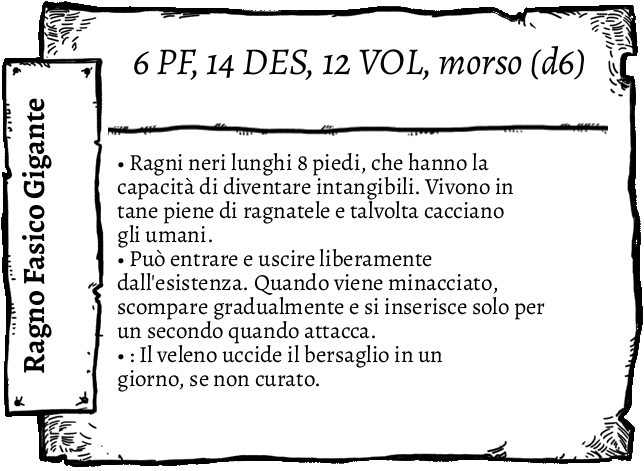 6 PF, 14 DES, 12 VOL, morso (d6)
Ragno Fasico Gigante
• Ragni neri lunghi 8 piedi, che hanno la
capacità di diventare intangibili. Vivono in
tane piene di ragnatele e talvolta cacciano
gli umani.
• Può entrare e uscire liberamente
dall'esistenza. Quando viene minacciato,
scompare gradualmente e si inserisce solo per
un secondo quando attacca.
• : Il veleno uccide il bersaglio in un
giorno, se non curato.